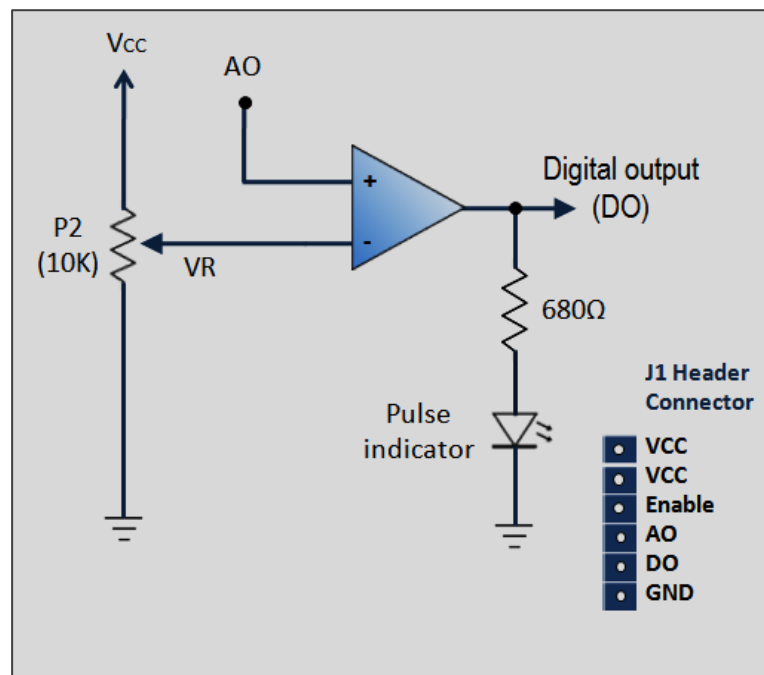 Vcc
AO
+
Digital output
(DO)
P2
(10K)
-
VR
680Ω
J1 Header
Connector
Pulse
indicator
VCC
VCC
Enable
AO
DO
GND